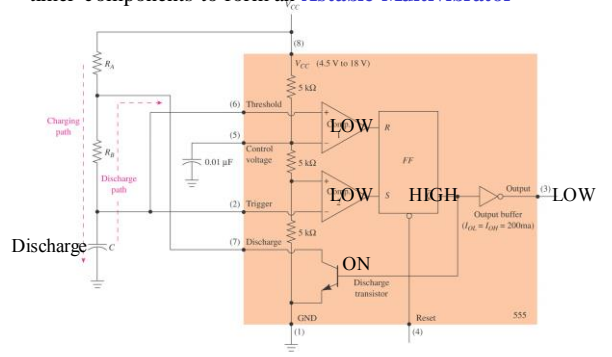 timer components to form an Astable Multivibrator
VCC
(8)
VCC (4.5 V to 18 V)
RA
5 kΩ
(6) Threshold
Charging path
LOW
R
(5) Control voltage
RB
0.01 µF
5 kΩ
FF
Discharge path
LOW
S
HIGH
Output (3) LOW
(2) Trigger
Output buffer
(IOL = IOH = 200ma)
Discharge
C
5 kΩ
(7) Discharge
ON
Discharge transistor
GND
(1)
Reset
(4)
555